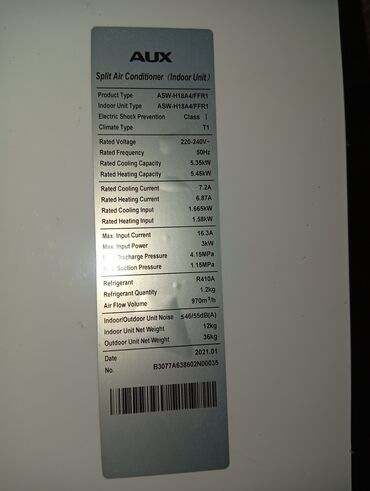 AUX
Split Air Conditioner (Indoor Unit)
Product Type ASW-H18A4/FFR1
Indoor Unit Type ASW-H18A4/FFR1
Electric Shock Prevention Class I
Climate Type T1
Rated Voltage 220-240V~
Rated Frequency 50Hz
Rated Cooling Capacity 5.35kW
Rated Heating Capacity 5.45kW
Rated Cooling Current 7.2A
Rated Heating Current 6.87A
Rated Cooling Input 1.665kW
Rated Heating Input 1.58kW
Max. Input Current 16.3A
Max. Input Power 3kW
Discharge Pressure 4.15MPa
Suction Pressure 1.15MPa
Refrigerant R410A
Refrigerant Quantity 1.2kg
Air Flow Volume 970m³/h
Indoor/Outdoor Unit Noise ≤46/55dB(A)
Indoor Unit Net Weight 12kg
Outdoor Unit Net Weight 36kg
Date 2021.01
No. B3077A638602N00035